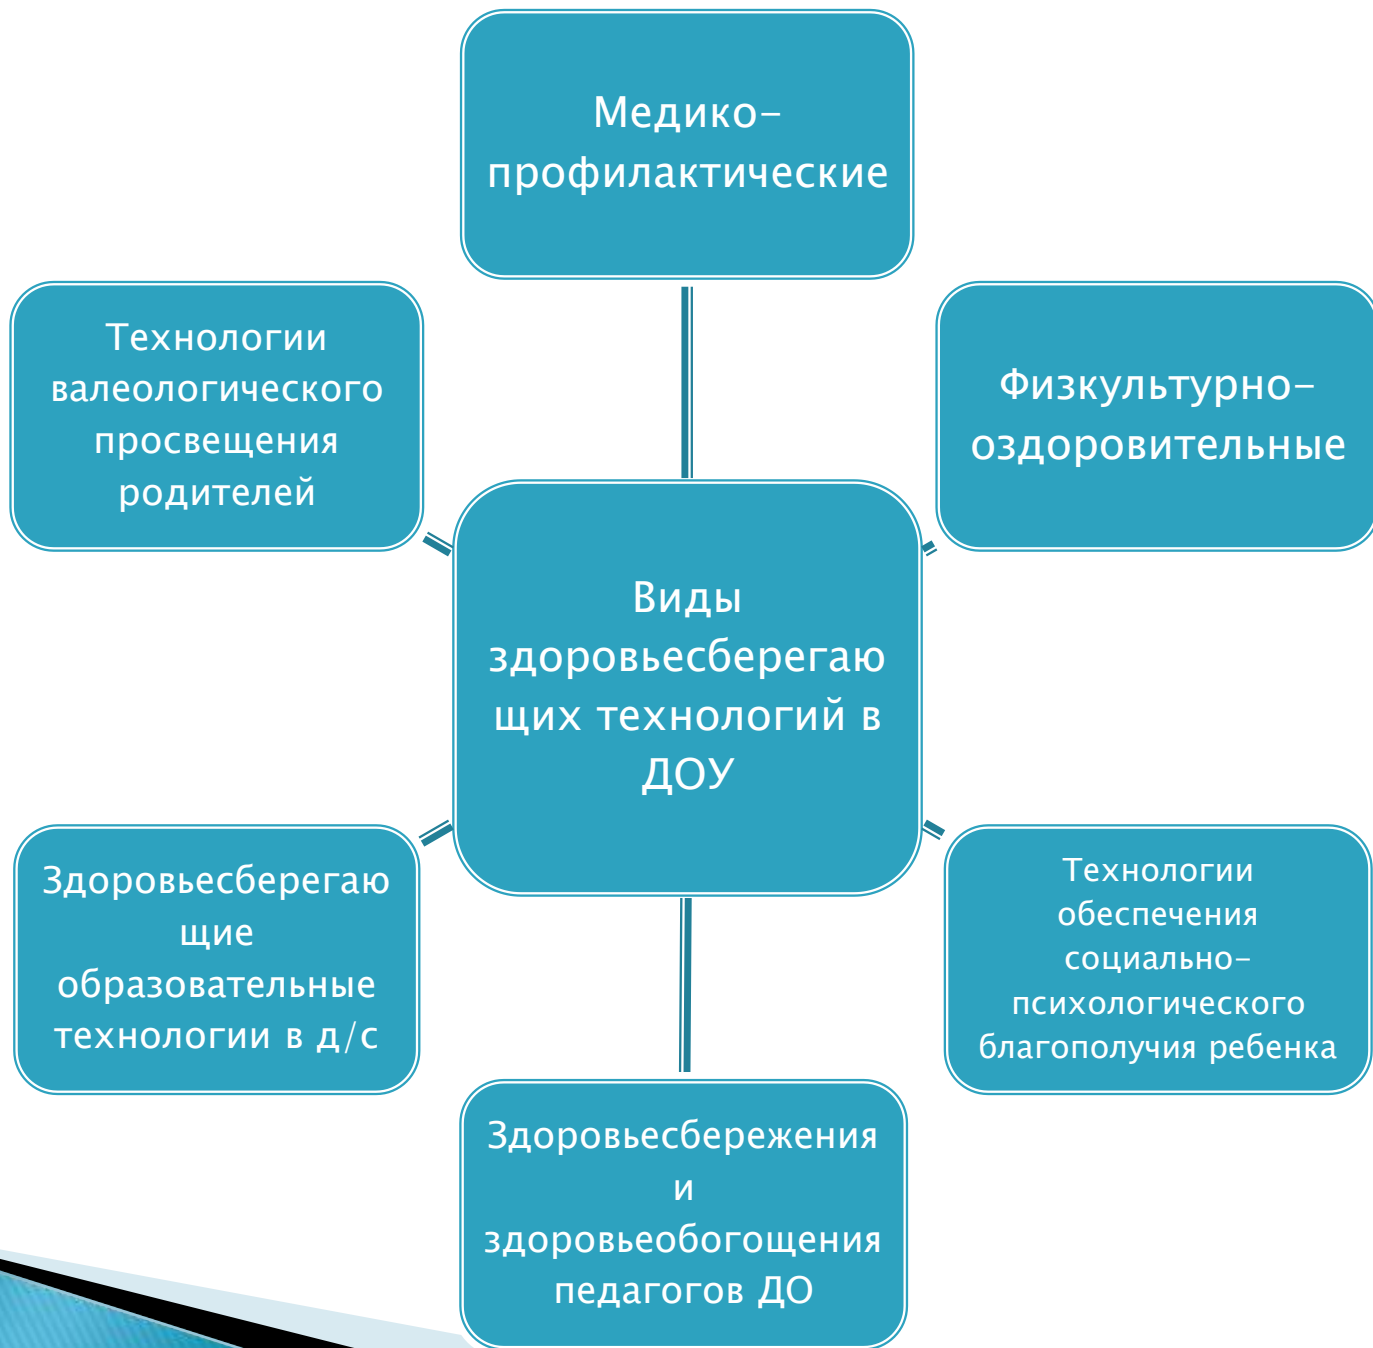 Медико-
профилактические
Технологии
валеологического
просвещения
родителей
Физкультурно-
оздоровительные
Виды
здоровьесберегаю
щих технологий в
ДОУ
Здоровьесберегаю
щие
образовательные
технологии в д/с
Технологии
обеспечения
социально-
психологического
благополучия ребенка
Здоровьесбережения
и
здоровьеобогощения
педагогов ДО